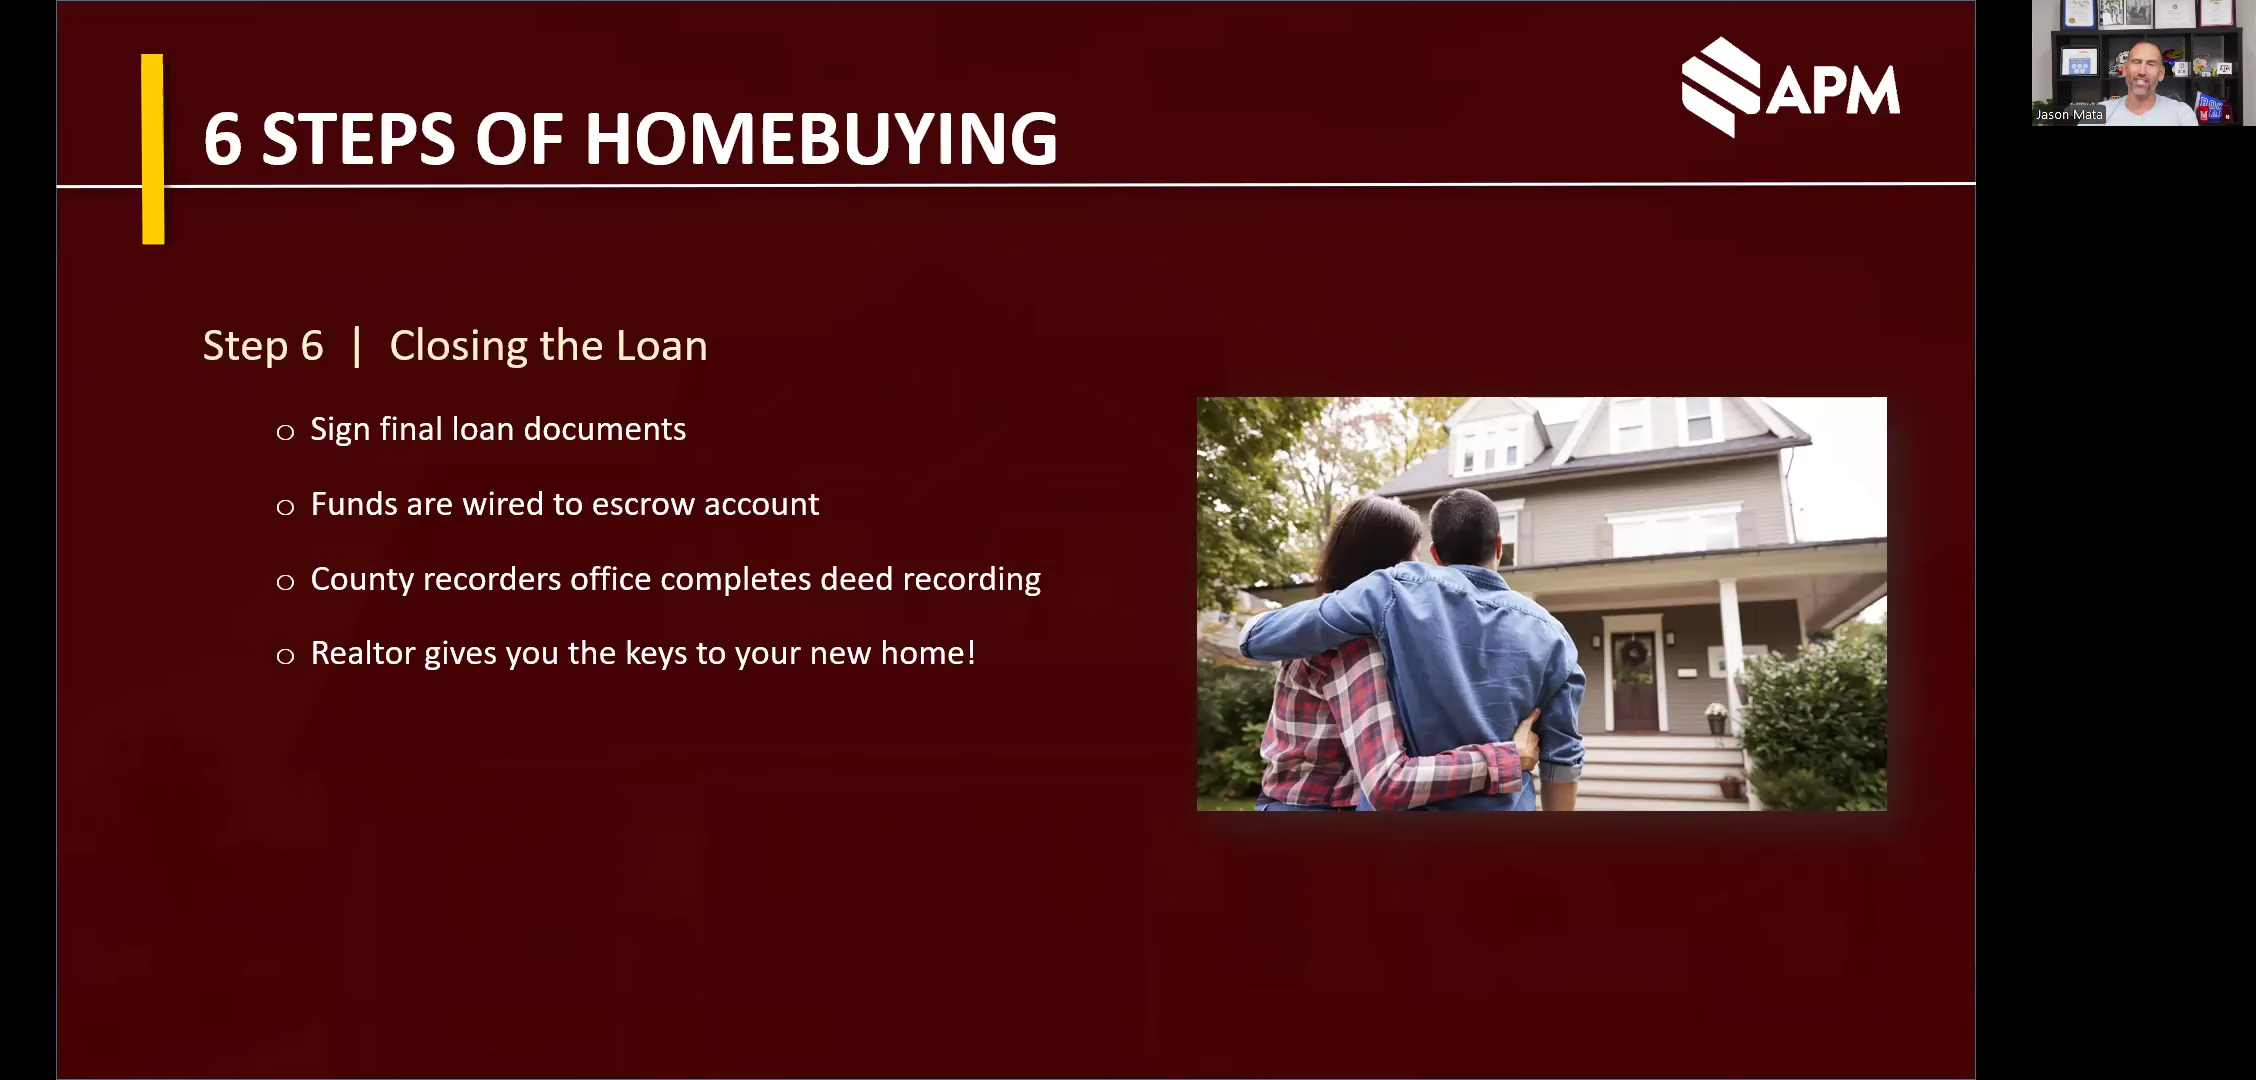 6 STEPS OF HOMEBUYING
APM
Jason Mata
Step 6 | Closing the Loan
o Sign final loan documents
o Funds are wired to escrow account
o County recorders office completes deed recording
o Realtor gives you the keys to your new home!